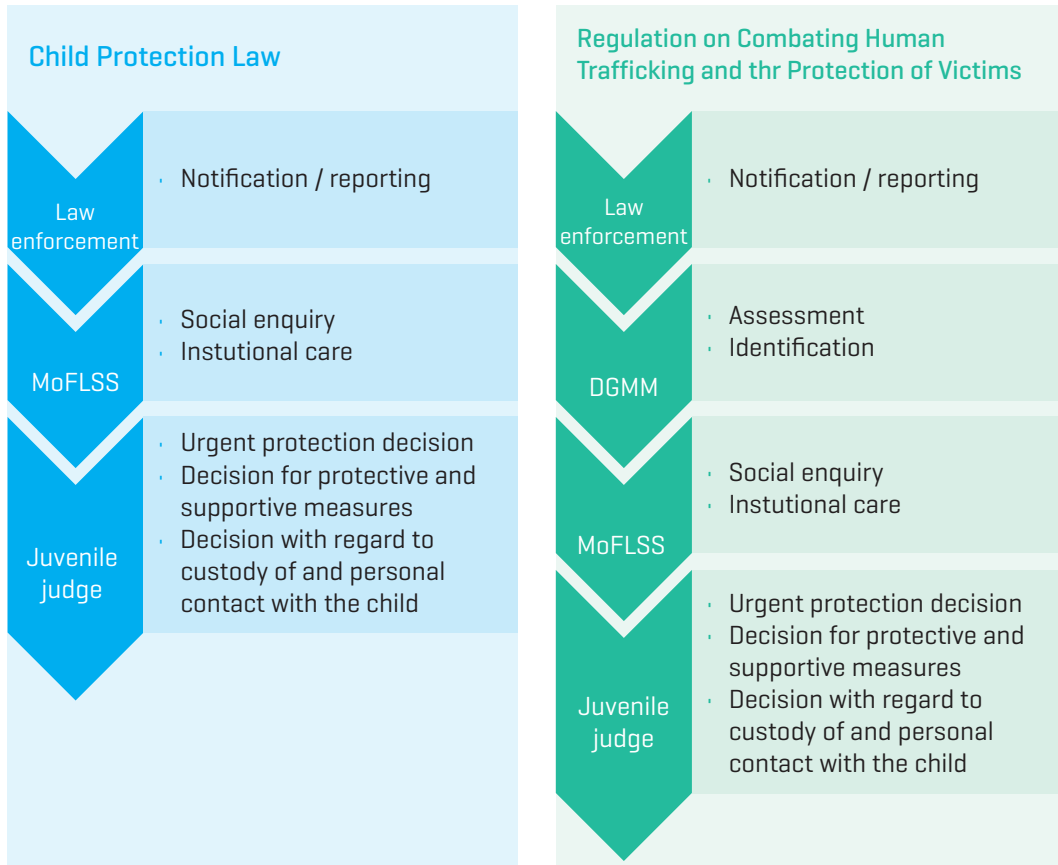 Child Protection Law
Law
enforcement
· Notification / reporting
MoFLSS
· Social enquiry
· Instutional care
Juvenile
judge
· Urgent protection decision
· Decision for protective and
supportive measures
· Decision with regard to
custody of and personal
contact with the child
Regulation on Combating Human
Trafficking and thr Protection of Victims
Law
enforcement
· Notification / reporting
DGMM
· Assessment
· Identification
MoFLSS
· Social enquiry
· Instutional care
Juvenile
judge
· Urgent protection decision
· Decision for protective and
supportive measures
· Decision with regard to
custody of and personal
contact with the child